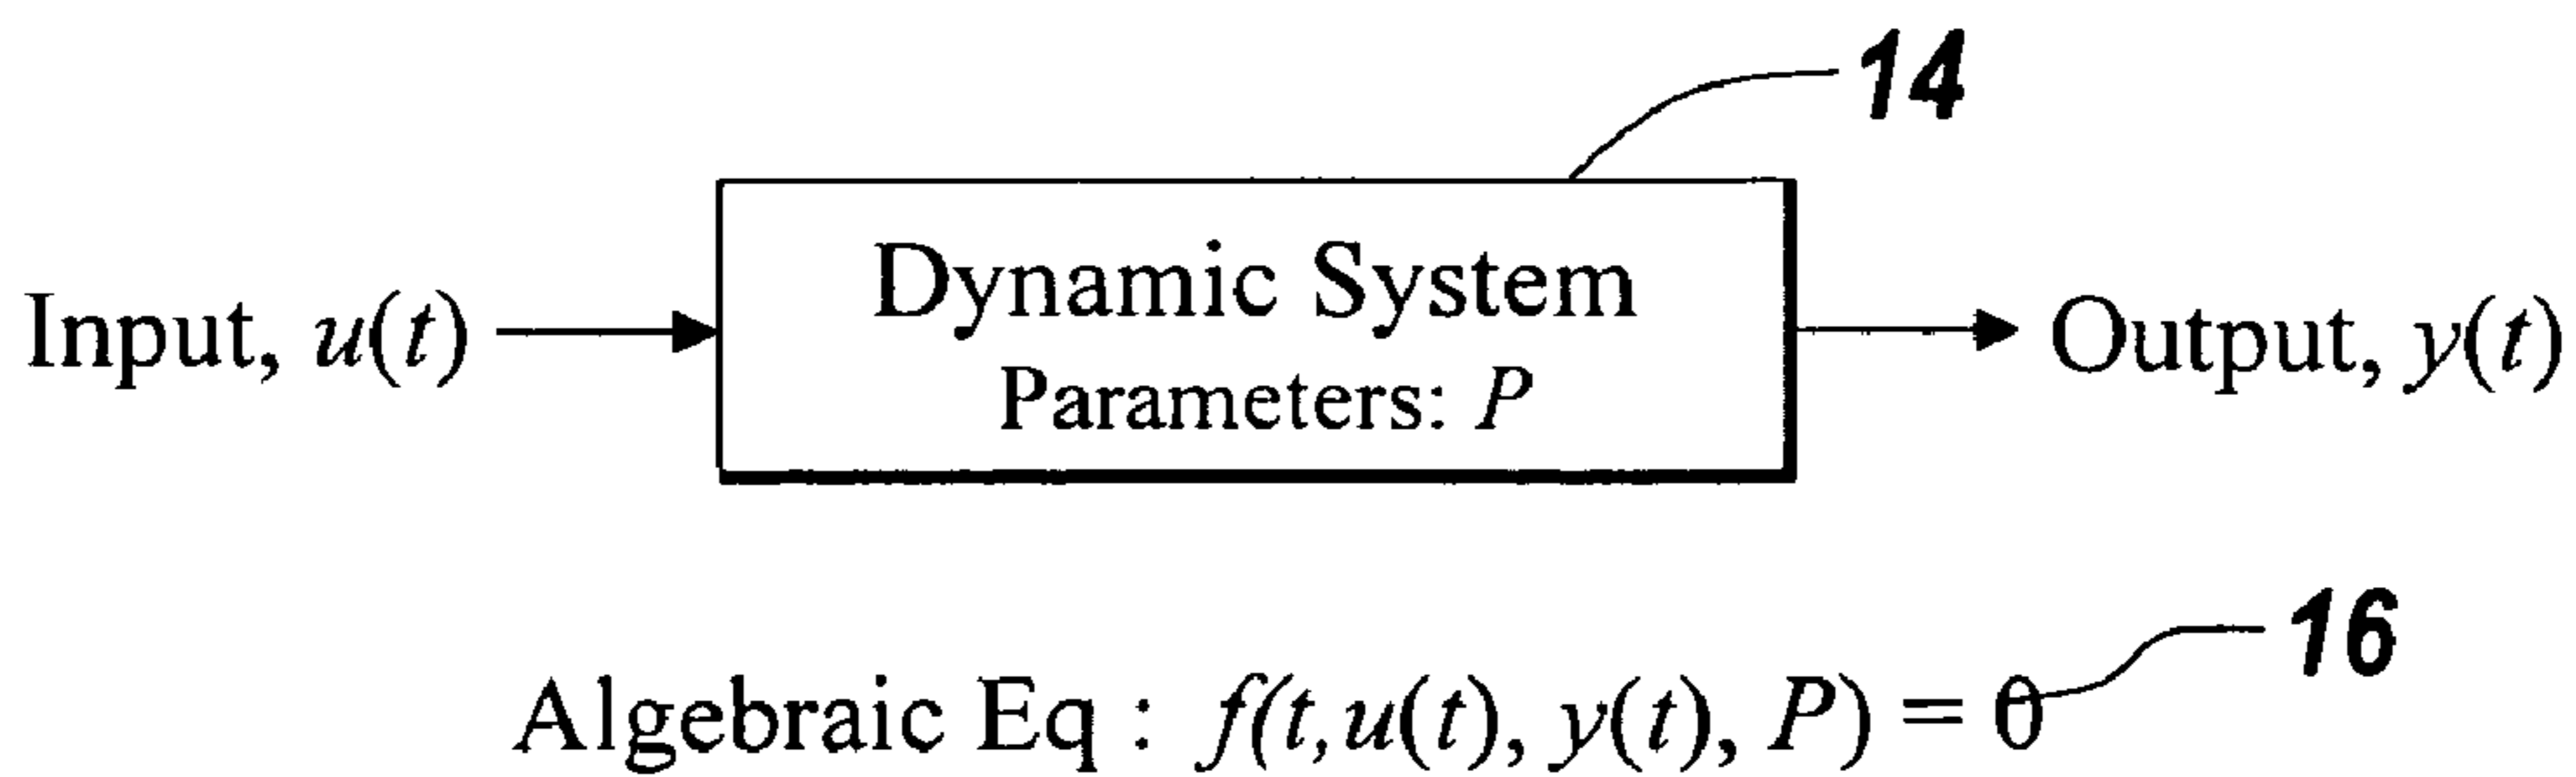 14
Input, u(t)
Dynamic System
Parameters: P
Output, y(t)
16
Algebraic Eq : f(t,u(t), y(t), P) = 0